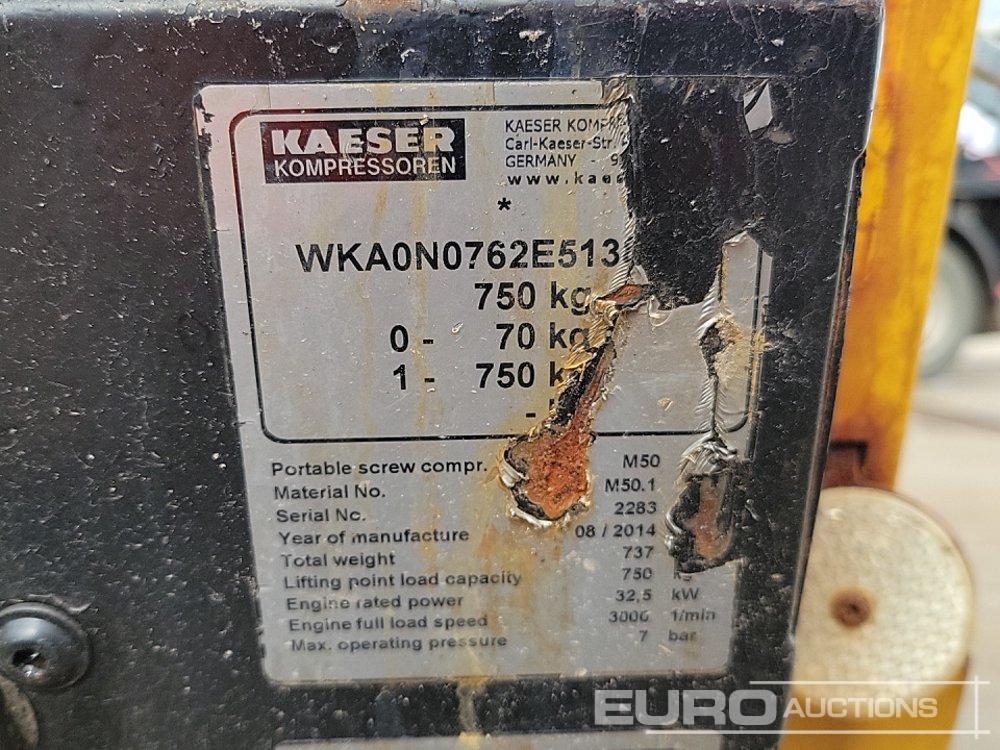 KAESER
KOMPRESSOREN
KAESER
Carl-Kaeser-Str.
GERMANY -
www.kaes
*
WKA0N0762E513
750 kg
0 - 70 kg
1 - 750 k
-
Portable screw compr. M50
Material No. M50.1
Serial No. 2283
Year of manufacture 08 / 2014
Total weight 737
Lifting point load capacity 750 kg
Engine rated power 32,5 kW
Engine full load speed 3000 1/min
Max. operating pressure 7 bar
EURO AUCTIONS